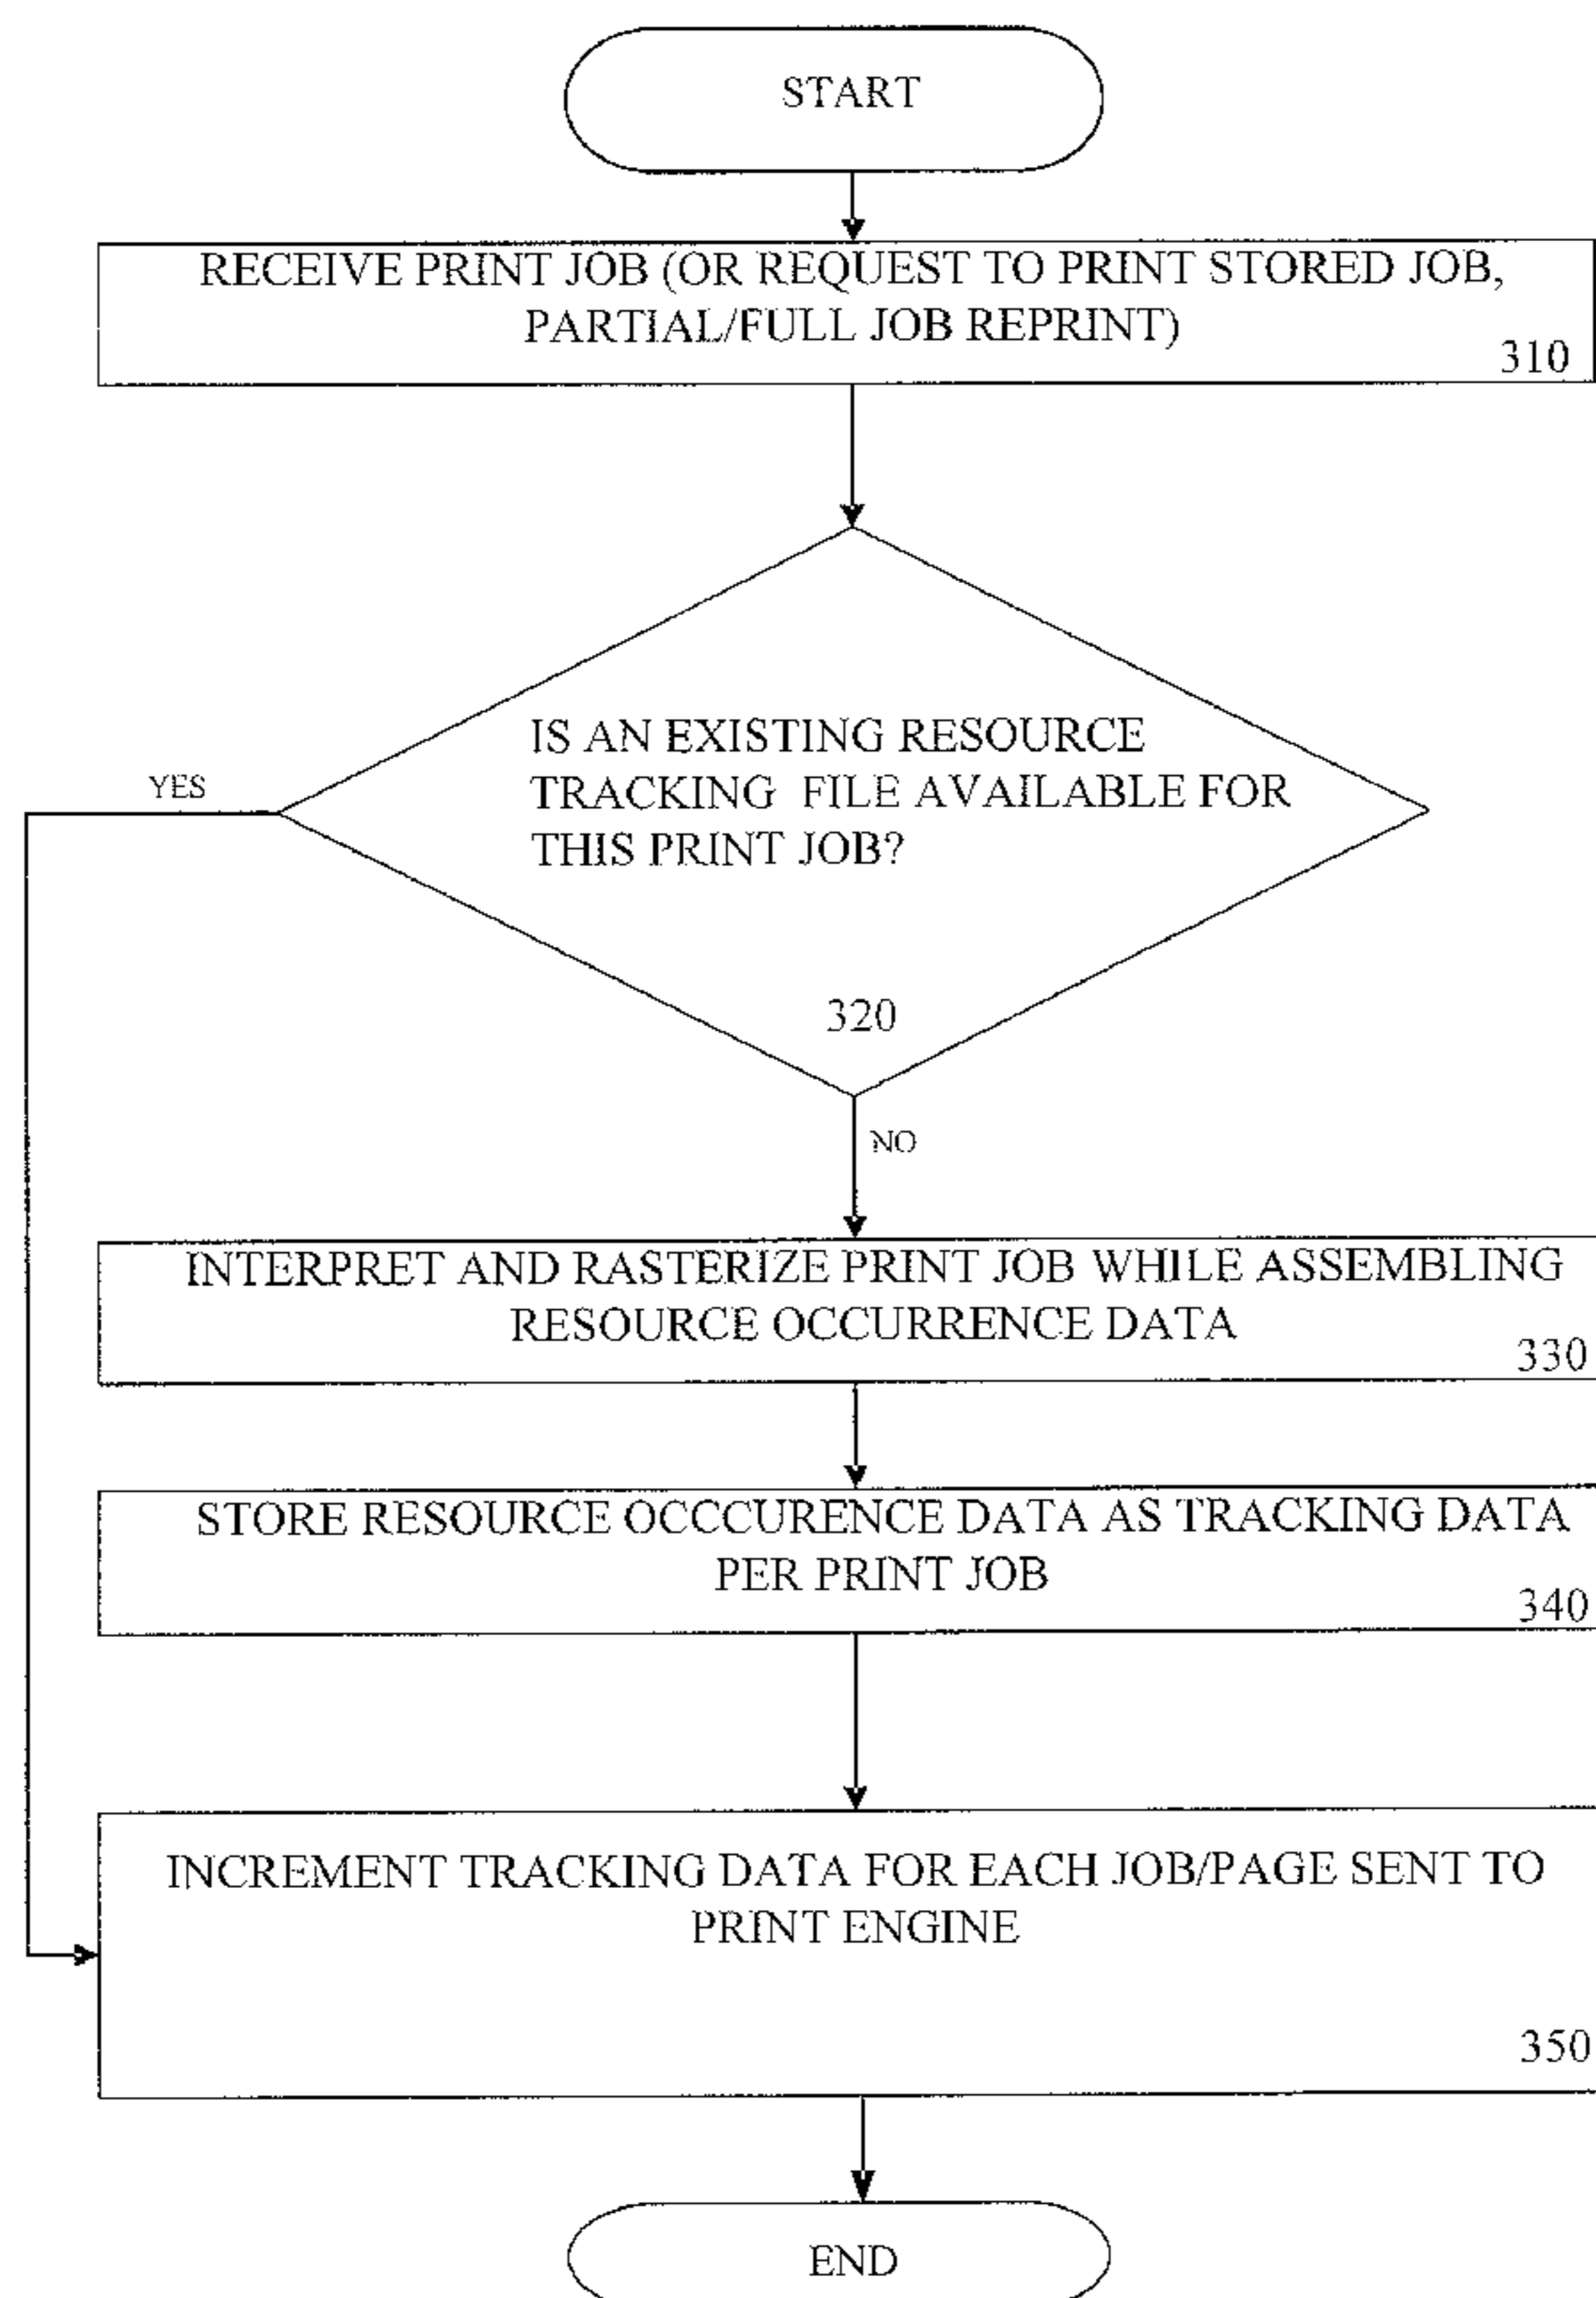 START
RECEIVE PRINT JOB (OR REQUEST TO PRINT STORED JOB,
PARTIAL/FULL JOB REPRINT)
310
IS AN EXISTING RESOURCE
TRACKING FILE AVAILABLE FOR
THIS PRINT JOB?
YES
320
NO
INTERPRET AND RASTERIZE PRINT JOB WHILE ASSEMBLING
RESOURCE OCCURRENCE DATA
330
STORE RESOURCE OCCCURENCE DATA AS TRACKING DATA
PER PRINT JOB
340
INCREMENT TRACKING DATA FOR EACH JOB/PAGE SENT TO
PRINT ENGINE
350
END